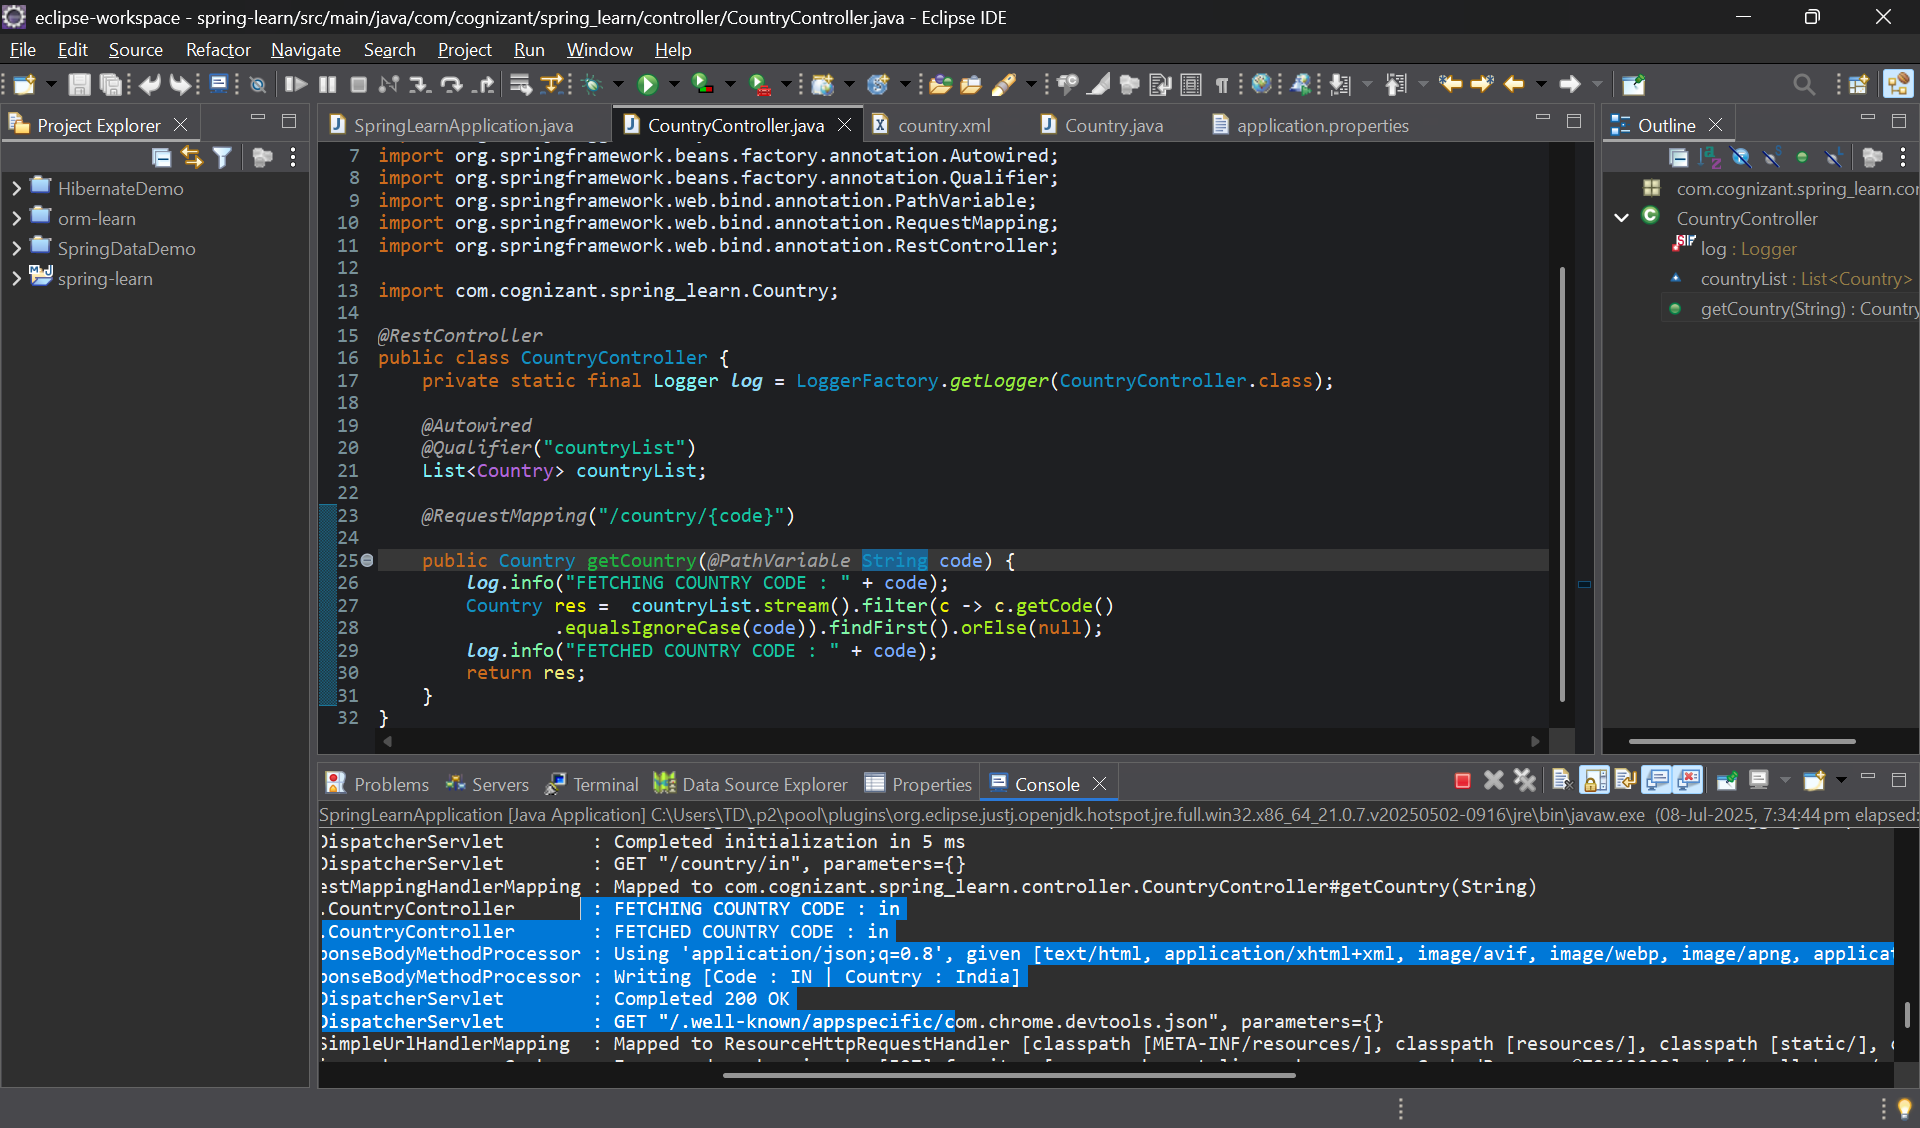 eclipse-workspace - spring-learn/src/main/java/com/cognizant/spring_learn/controller/CountryController.java - Eclipse IDE
File Edit Source Refactor Navigate Search Project Run Window Help
Project Explorer
HibernateDemo
orm-learn
SpringDataDemo
spring-learn
SpringLearnApplication.java CountryController.java country.xml Country.java application.properties
7 import org.springframework.beans.factory.annotation.Autowired;
8 import org.springframework.beans.factory.annotation.Qualifier;
9 import org.springframework.web.bind.annotation.PathVariable;
10 import org.springframework.web.bind.annotation.RequestMapping;
11 import org.springframework.web.bind.annotation.RestController;
12
13 import com.cognizant.spring_learn.Country;
14
15 @RestController
16 public class CountryController {
17     private static final Logger log = LoggerFactory.getLogger(CountryController.class);
18
19     @Autowired
20     @Qualifier("countryList")
21     List<Country> countryList;
22
23     @RequestMapping("/country/{code}")
24
25     public Country getCountry(@PathVariable String code) {
26         log.info("FETCHING COUNTRY CODE : " + code);
27         Country res =  countryList.stream().filter(c -> c.getCode()
28                 .equalsIgnoreCase(code)).findFirst().orElse(null);
29         log.info("FETCHED COUNTRY CODE : " + code);
30         return res;
31     }
32 }
Outline
com.cognizant.spring_learn.co
CountryController
log : Logger
countryList : List<Country>
getCountry(String) : Country
Problems Servers Terminal Data Source Explorer Properties Console
SpringLearnApplication [Java Application] C:\Users\TD\.p2\pool\plugins\org.eclipse.justj.openjdk.hotspot.jre.full.win32.x86_64_21.0.7.v20250502-0916\jre\bin\javaw.exe (08-Jul-2025, 7:34:44 pm elapsed:
DispatcherServlet : Completed initialization in 5 ms
DispatcherServlet : GET "/country/in", parameters={}
estMappingHandlerMapping : Mapped to com.cognizant.spring_learn.controller.CountryController#getCountry(String)
.CountryController : FETCHING COUNTRY CODE : in
.CountryController : FETCHED COUNTRY CODE : in
ponseBodyMethodProcessor : Using 'application/json;q=0.8', given [text/html, application/xhtml+xml, image/avif, image/webp, image/apng, applicat
ponseBodyMethodProcessor : Writing [Code : IN | Country : India]
DispatcherServlet : Completed 200 OK
DispatcherServlet : GET "/.well-known/appspecific/com.chrome.devtools.json", parameters={}
SimpleUrlHandlerMapping : Mapped to ResourceHttpRequestHandler [classpath [META-INF/resources/], classpath [resources/], classpath [static/],